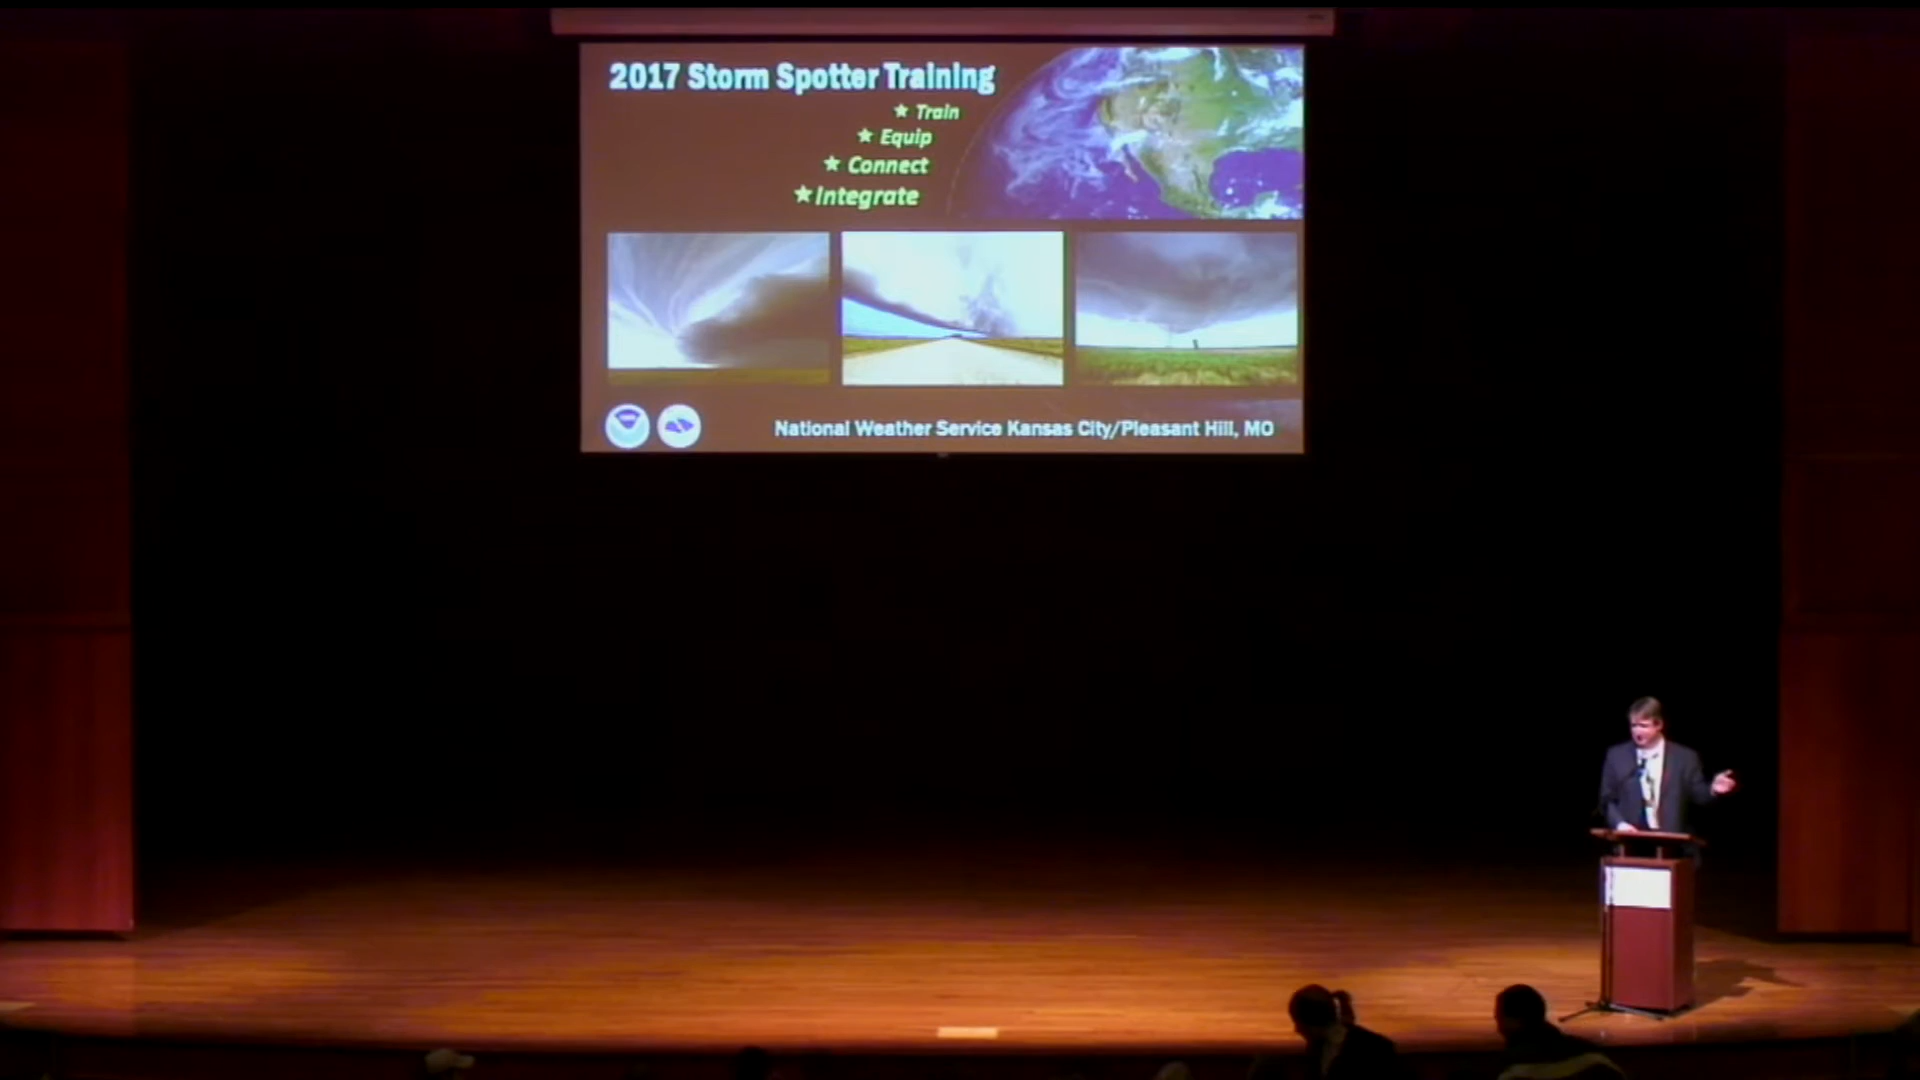 2017 Storm Spotter Training
★ Train
★ Equip
★ Connect
★ Integrate
National Weather Service Kansas City/Pleasant Hill, MO